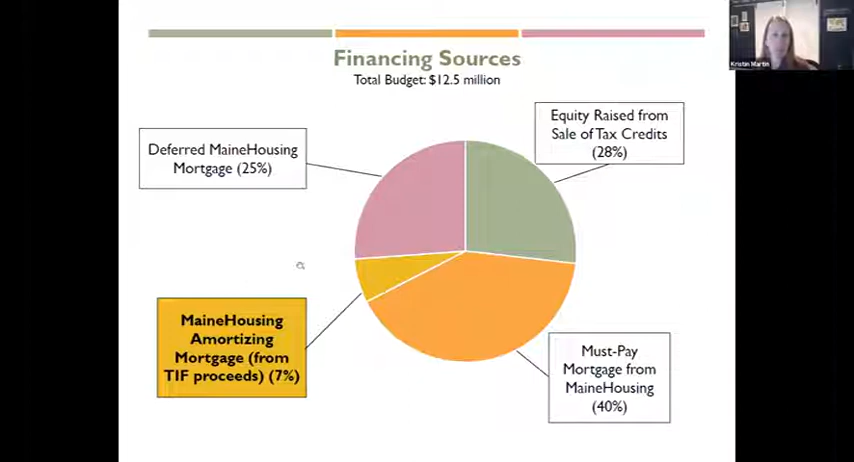 Financing Sources
Total Budget: $12.5 million
Kristin Martin
Equity Raised from
Sale of Tax Credits
(28%)
Deferred MaineHousing
Mortgage (25%)
MaineHousing
Amortizing
Mortgage (from
TIF proceeds) (7%)
Must-Pay
Mortgage from
MaineHousing
(40%)